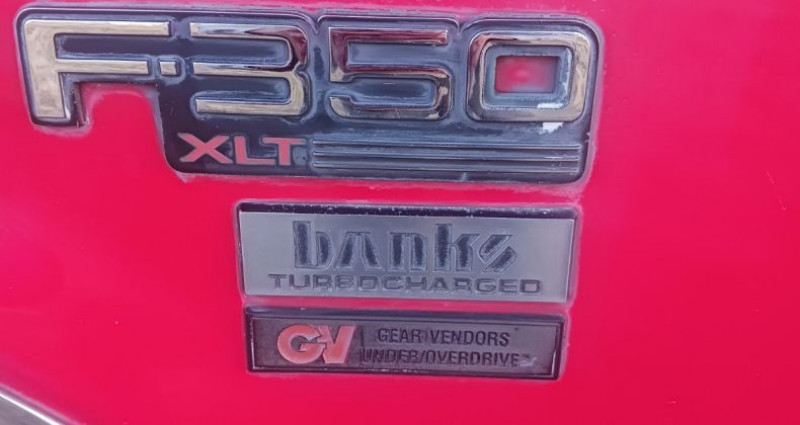 F-350
XLT
banks
TURBOCHARGED
GV
GEAR VENDORS
UNDER/OVERDRIVE